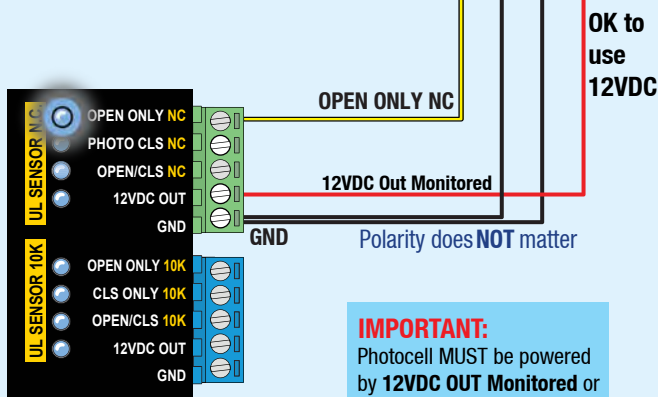 OK to
use
12VDC
OPEN ONLY NC
12VDC Out Monitored
GND
Polarity does NOT matter
UL SENSOR N.C.
OPEN ONLY NC
PHOTO CLS NC
OPEN/CLS NC
12VDC OUT
GND
UL SENSOR 10K
OPEN ONLY 10K
CLS ONLY 10K
OPEN/CLS 10K
12VDC OUT
GND
IMPORTANT:
Photocell MUST be powered
by 12VDC OUT Monitored or